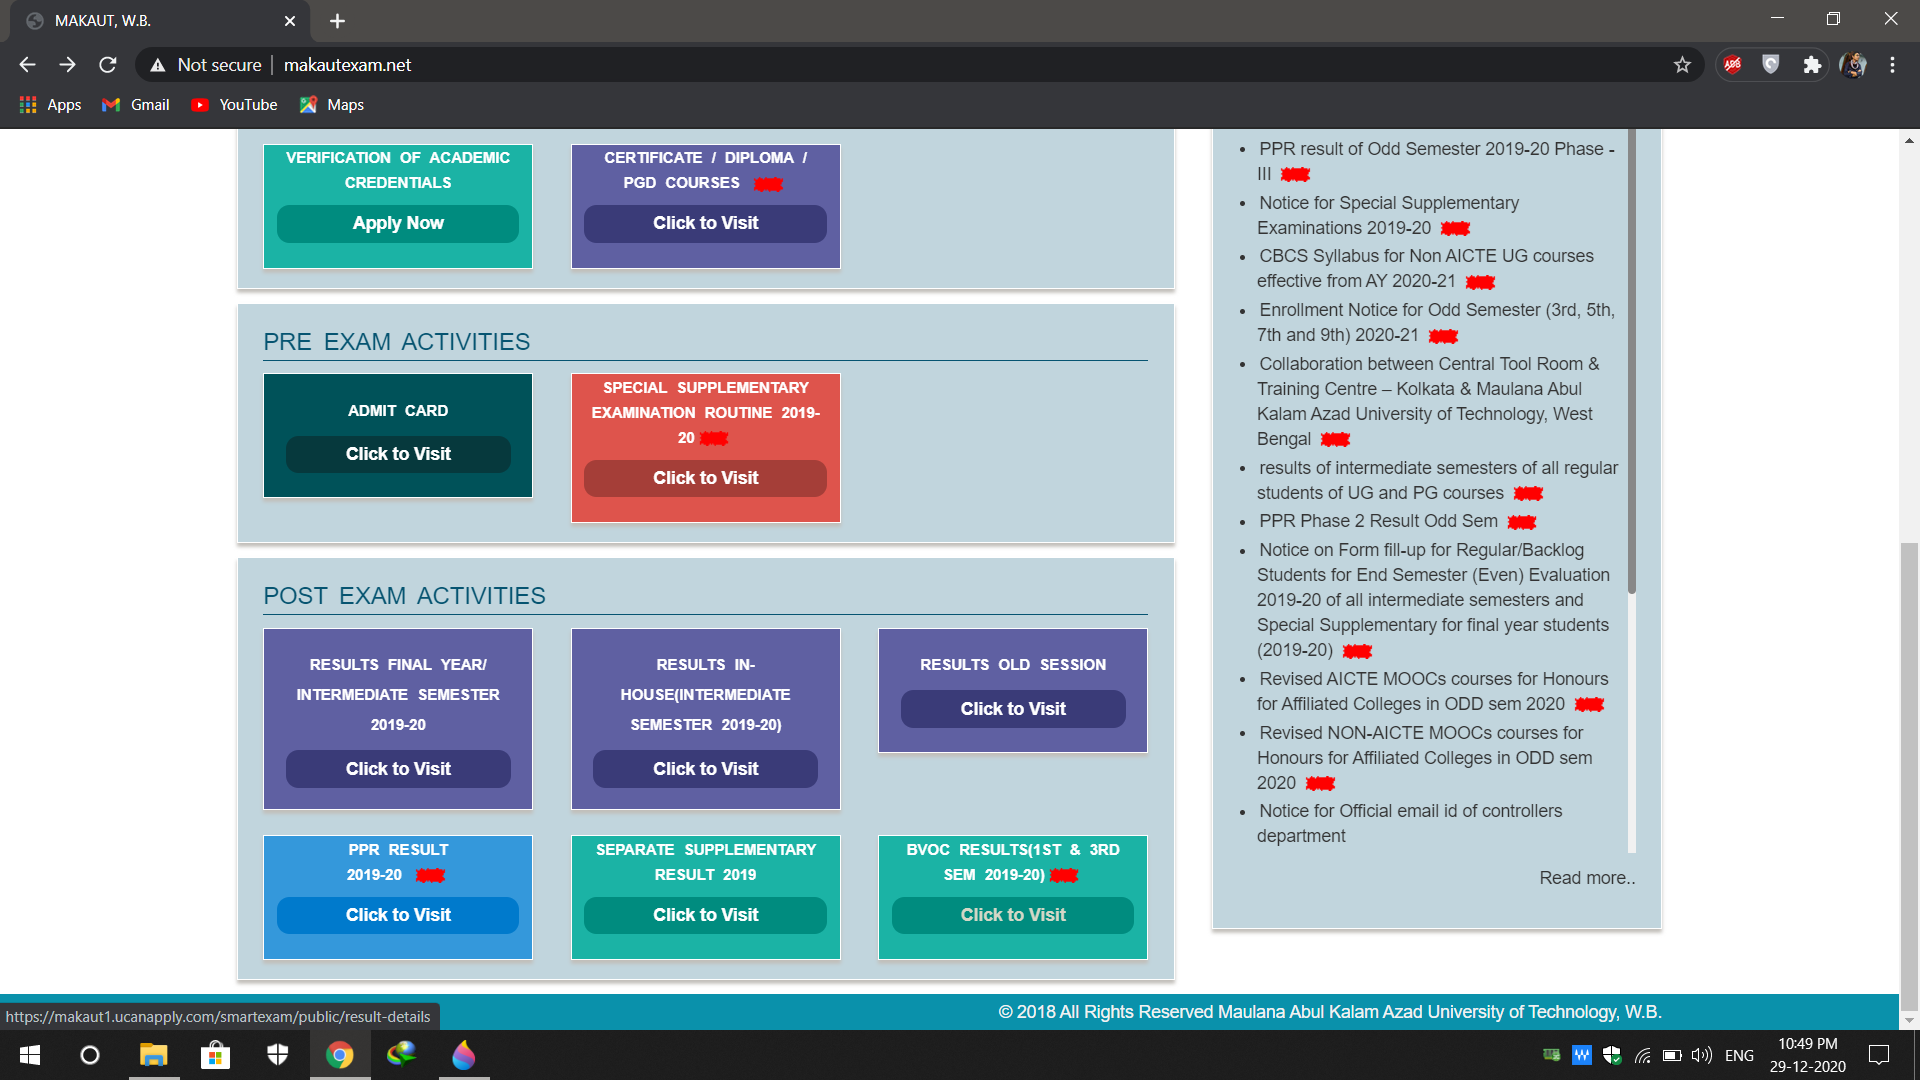 MAKAUT, W.B.
Not secure
makautexam.net
Apps
Gmail
YouTube
Maps
VERIFICATION OF ACADEMIC
CREDENTIALS
Apply Now
CERTIFICATE / DIPLOMA /
PGD COURSES
Click to Visit
PRE EXAM ACTIVITIES
ADMIT CARD
Click to Visit
SPECIAL SUPPLEMENTARY
EXAMINATION ROUTINE 2019-
20
Click to Visit
POST EXAM ACTIVITIES
RESULTS FINAL YEAR/
INTERMEDIATE SEMESTER
2019-20
Click to Visit
RESULTS IN-
HOUSE(INTERMEDIATE
SEMESTER 2019-20)
Click to Visit
RESULTS OLD SESSION
Click to Visit
PPR RESULT
2019-20
Click to Visit
SEPARATE SUPPLEMENTARY
RESULT 2019
Click to Visit
BVOC RESULTS(1ST & 3RD
SEM 2019-20)
Click to Visit
PPR result of Odd Semester 2019-20 Phase -
III
Notice for Special Supplementary
Examinations 2019-20
CBCS Syllabus for Non AICTE UG courses
effective from AY 2020-21
Enrollment Notice for Odd Semester (3rd, 5th,
7th and 9th) 2020-21
Collaboration between Central Tool Room &
Training Centre – Kolkata & Maulana Abul
Kalam Azad University of Technology, West
Bengal
results of intermediate semesters of all regular
students of UG and PG courses
PPR Phase 2 Result Odd Sem
Notice on Form fill-up for Regular/Backlog
Students for End Semester (Even) Evaluation
2019-20 of all intermediate semesters and
Special Supplementary for final year students
(2019-20)
Revised AICTE MOOCs courses for Honours
for Affiliated Colleges in ODD sem 2020
Revised NON-AICTE MOOCs courses for
Honours for Affiliated Colleges in ODD sem
2020
Notice for Official email id of controllers
department
Read more..
© 2018 All Rights Reserved Maulana Abul Kalam Azad University of Technology, W.B.
https://makaut1.ucanapply.com/smartexam/public/result-details
ENG
10:49 PM
29-12-2020